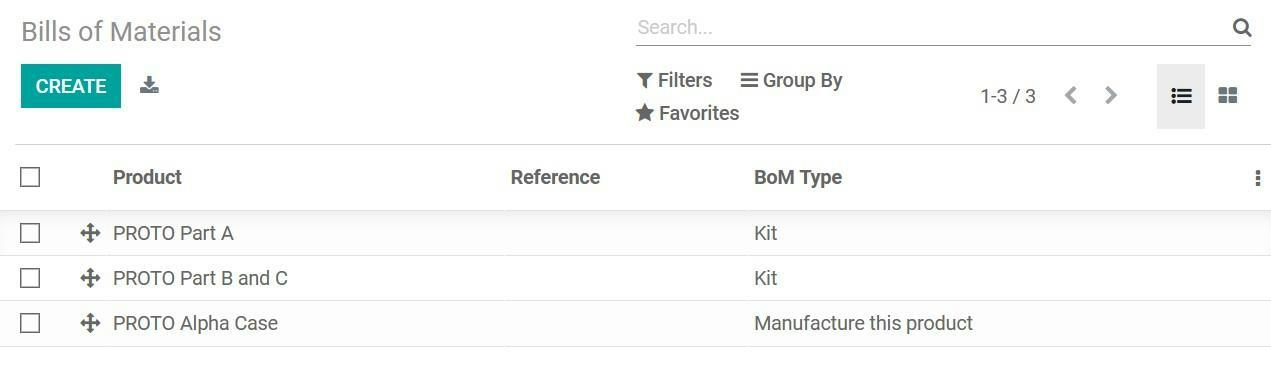 Bills of Materials
Search...
CREATE
Filters Group By
Favorites
1-3 / 3
Product Reference BoM Type
PROTO Part A Kit
PROTO Part B and C Kit
PROTO Alpha Case Manufacture this product